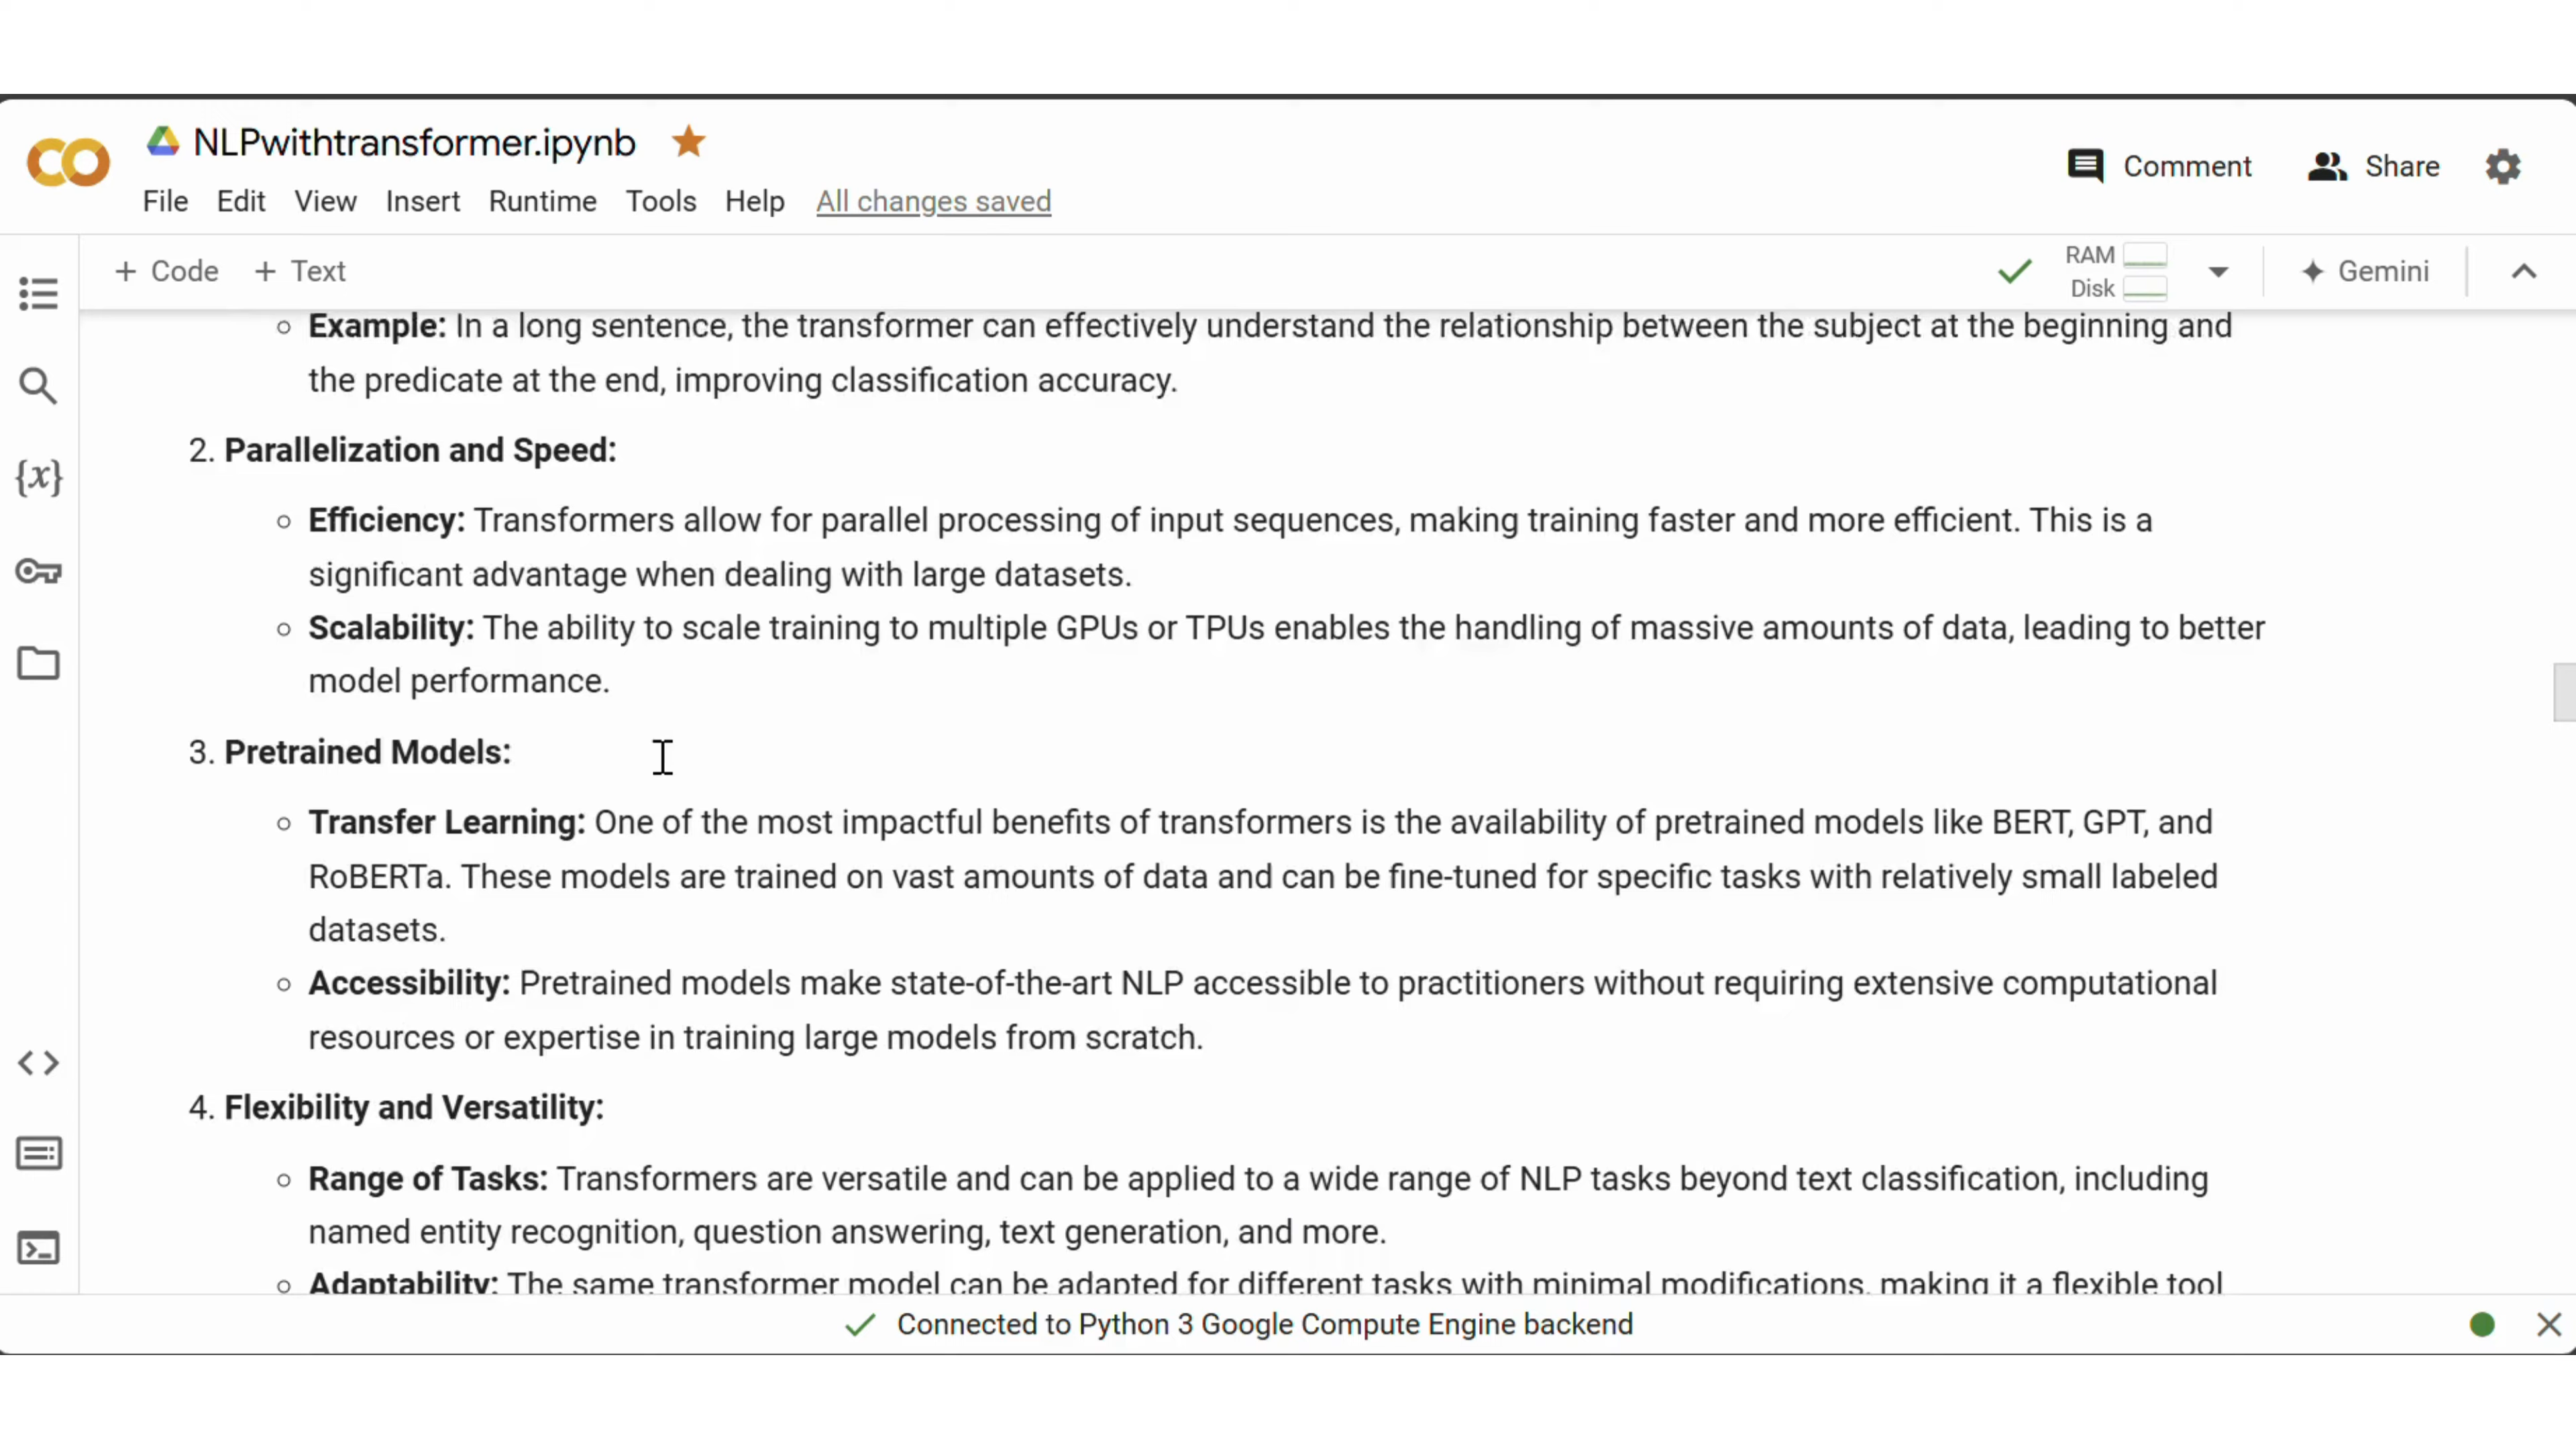 NLPwithtransformer.ipynb
Comment
Share
File Edit View Insert Runtime Tools Help All changes saved
+ Code + Text
RAM
Disk
Gemini
Example: In a long sentence, the transformer can effectively understand the relationship between the subject at the beginning and
the predicate at the end, improving classification accuracy.
2. Parallelization and Speed:
Efficiency: Transformers allow for parallel processing of input sequences, making training faster and more efficient. This is a
significant advantage when dealing with large datasets.
Scalability: The ability to scale training to multiple GPUs or TPUs enables the handling of massive amounts of data, leading to better
model performance.
3. Pretrained Models:
Transfer Learning: One of the most impactful benefits of transformers is the availability of pretrained models like BERT, GPT, and
RoBERTa. These models are trained on vast amounts of data and can be fine-tuned for specific tasks with relatively small labeled
datasets.
Accessibility: Pretrained models make state-of-the-art NLP accessible to practitioners without requiring extensive computational
resources or expertise in training large models from scratch.
4. Flexibility and Versatility:
Range of Tasks: Transformers are versatile and can be applied to a wide range of NLP tasks beyond text classification, including
named entity recognition, question answering, text generation, and more.
Adaptability: The same transformer model can be adapted for different tasks with minimal modifications, making it a flexible tool
Connected to Python 3 Google Compute Engine backend